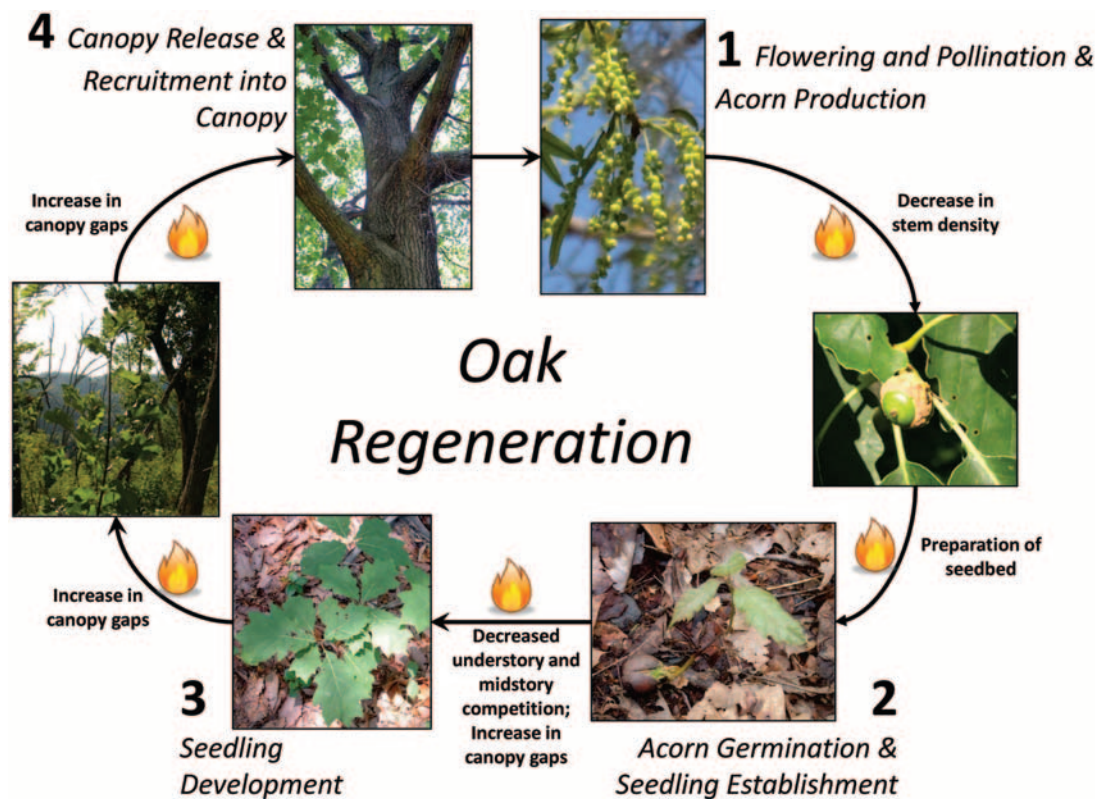 4 Canopy Release &
Recruitment into
Canopy
1 Flowering and Pollination &
Acorn Production
Increase in
canopy gaps
Decrease in
stem density
Oak
Regeneration
Preparation of
seedbed
Increase in
canopy gaps
Decreased
understory and
midstory
competition;
Increase in
canopy gaps
3
Seedling
Development
2
Acorn Germination &
Seedling Establishment